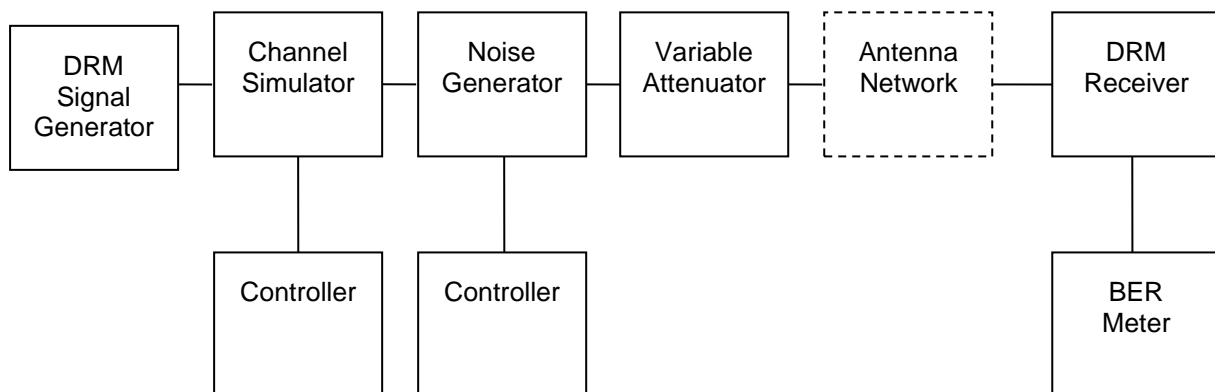 DRM
Signal
Generator
Channel
Simulator
Noise
Generator
Variable
Attenuator
Antenna
Network
DRM
Receiver
Controller
Controller
BER
Meter